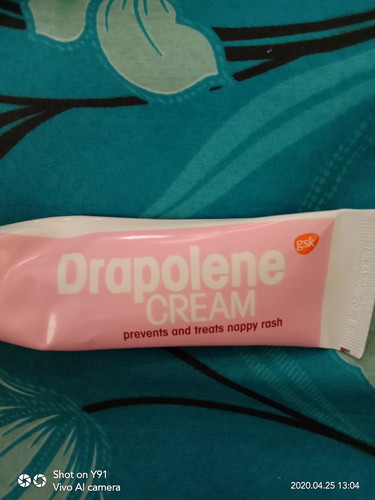 gsk
Drapolene
CREAM
prevents and treats nappy rash
Shot on Y91
Vivo AI camera
2020.04.25 13:04